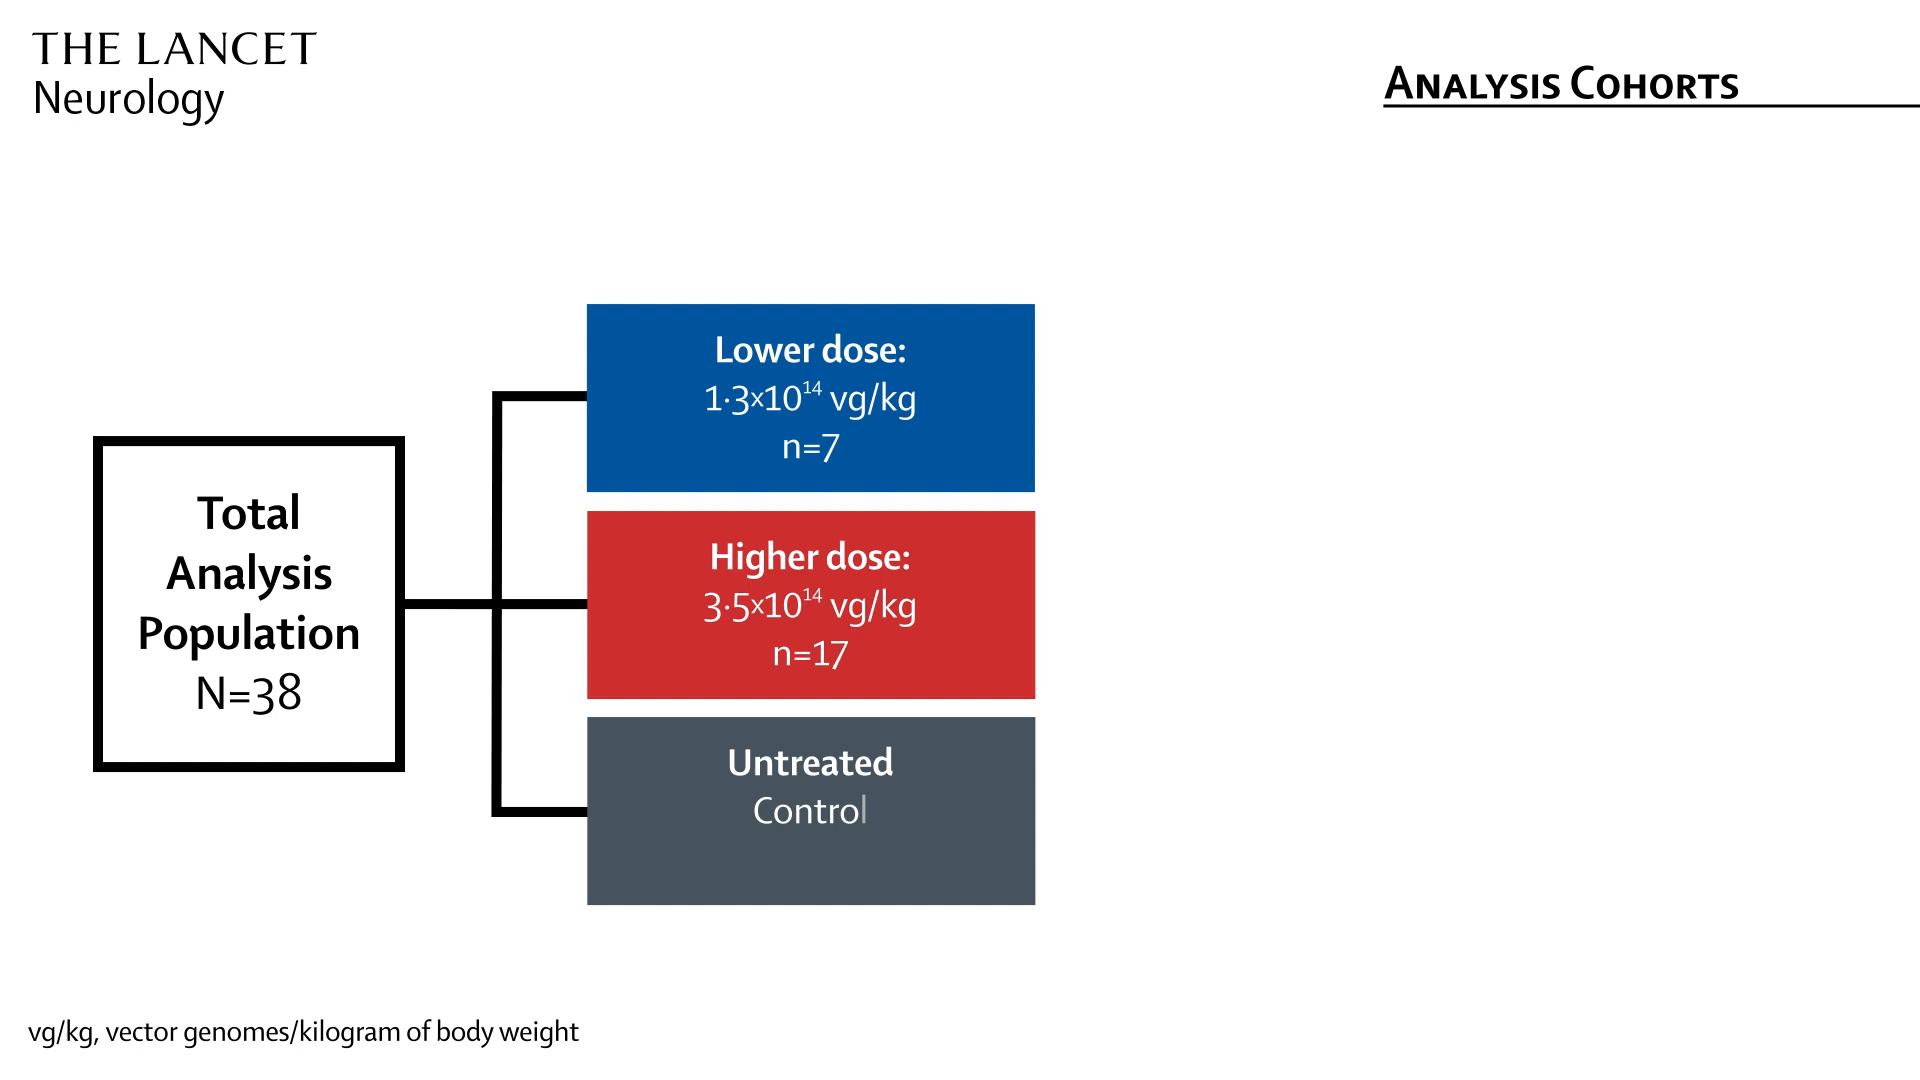 THE LANCET
Neurology
ANALYSIS COHORTS
Total
Analysis
Population
N=38
Lower dose:
1·3x10¹⁴ vg/kg
n=7
Higher dose:
3·5x10¹⁴ vg/kg
n=17
Untreated
Control
vg/kg, vector genomes/kilogram of body weight